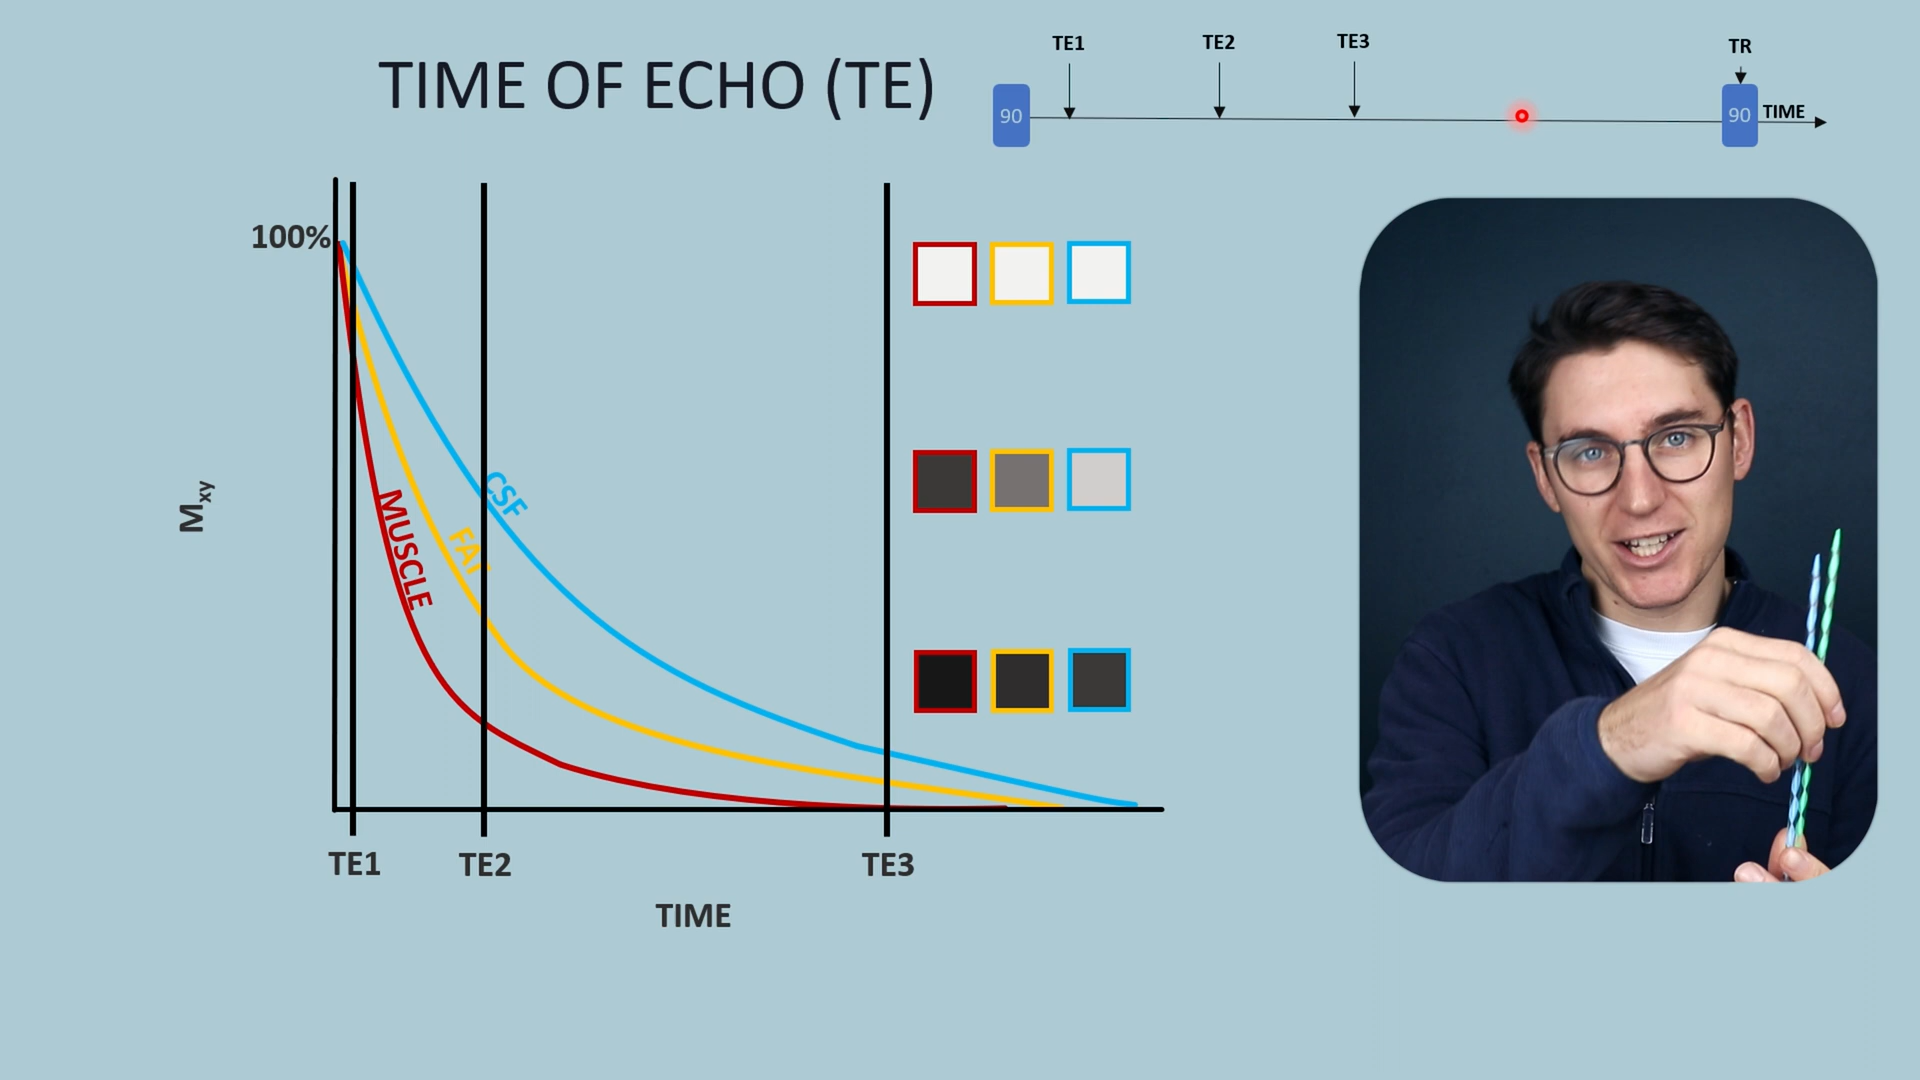 TIME OF ECHO (TE)
TE1
TE2
TE3
TR
90
90
TIME
100%
Mxy
MUSCLE
FAT
CSF
TE1
TE2
TE3
TIME